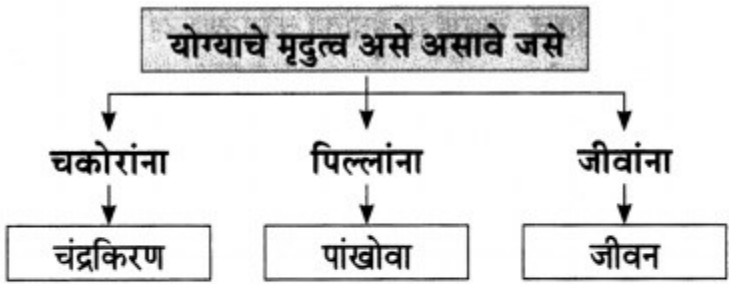 योग्याचे मृदुत्व असे असावे जसे
चकोरांना पिल्लांना जीवांना
चंद्रकिरण पांखोवा जीवन